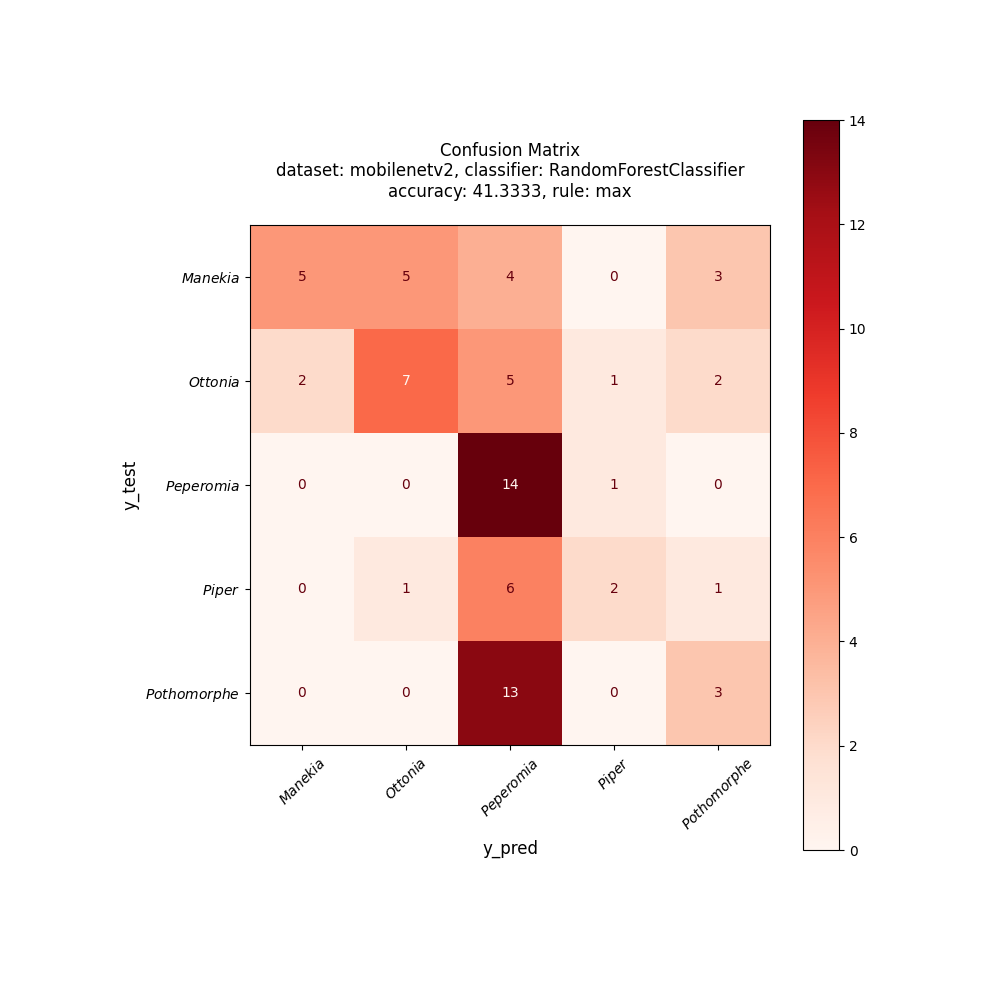 Confusion Matrix
dataset: mobilenetv2, classifier: RandomForestClassifier
accuracy: 41.3333, rule: max
Manekia 5 5 4 0 3
Ottonia 2 7 5 1 2
Peperomia 0 0 14 1 0
Piper 0 1 6 2 1
Pothomorphe 0 0 13 0 3
Manekia Ottonia Peperomia Piper Pothomorphe
y_pred
y_test
14
12
10
8
6
4
2
0